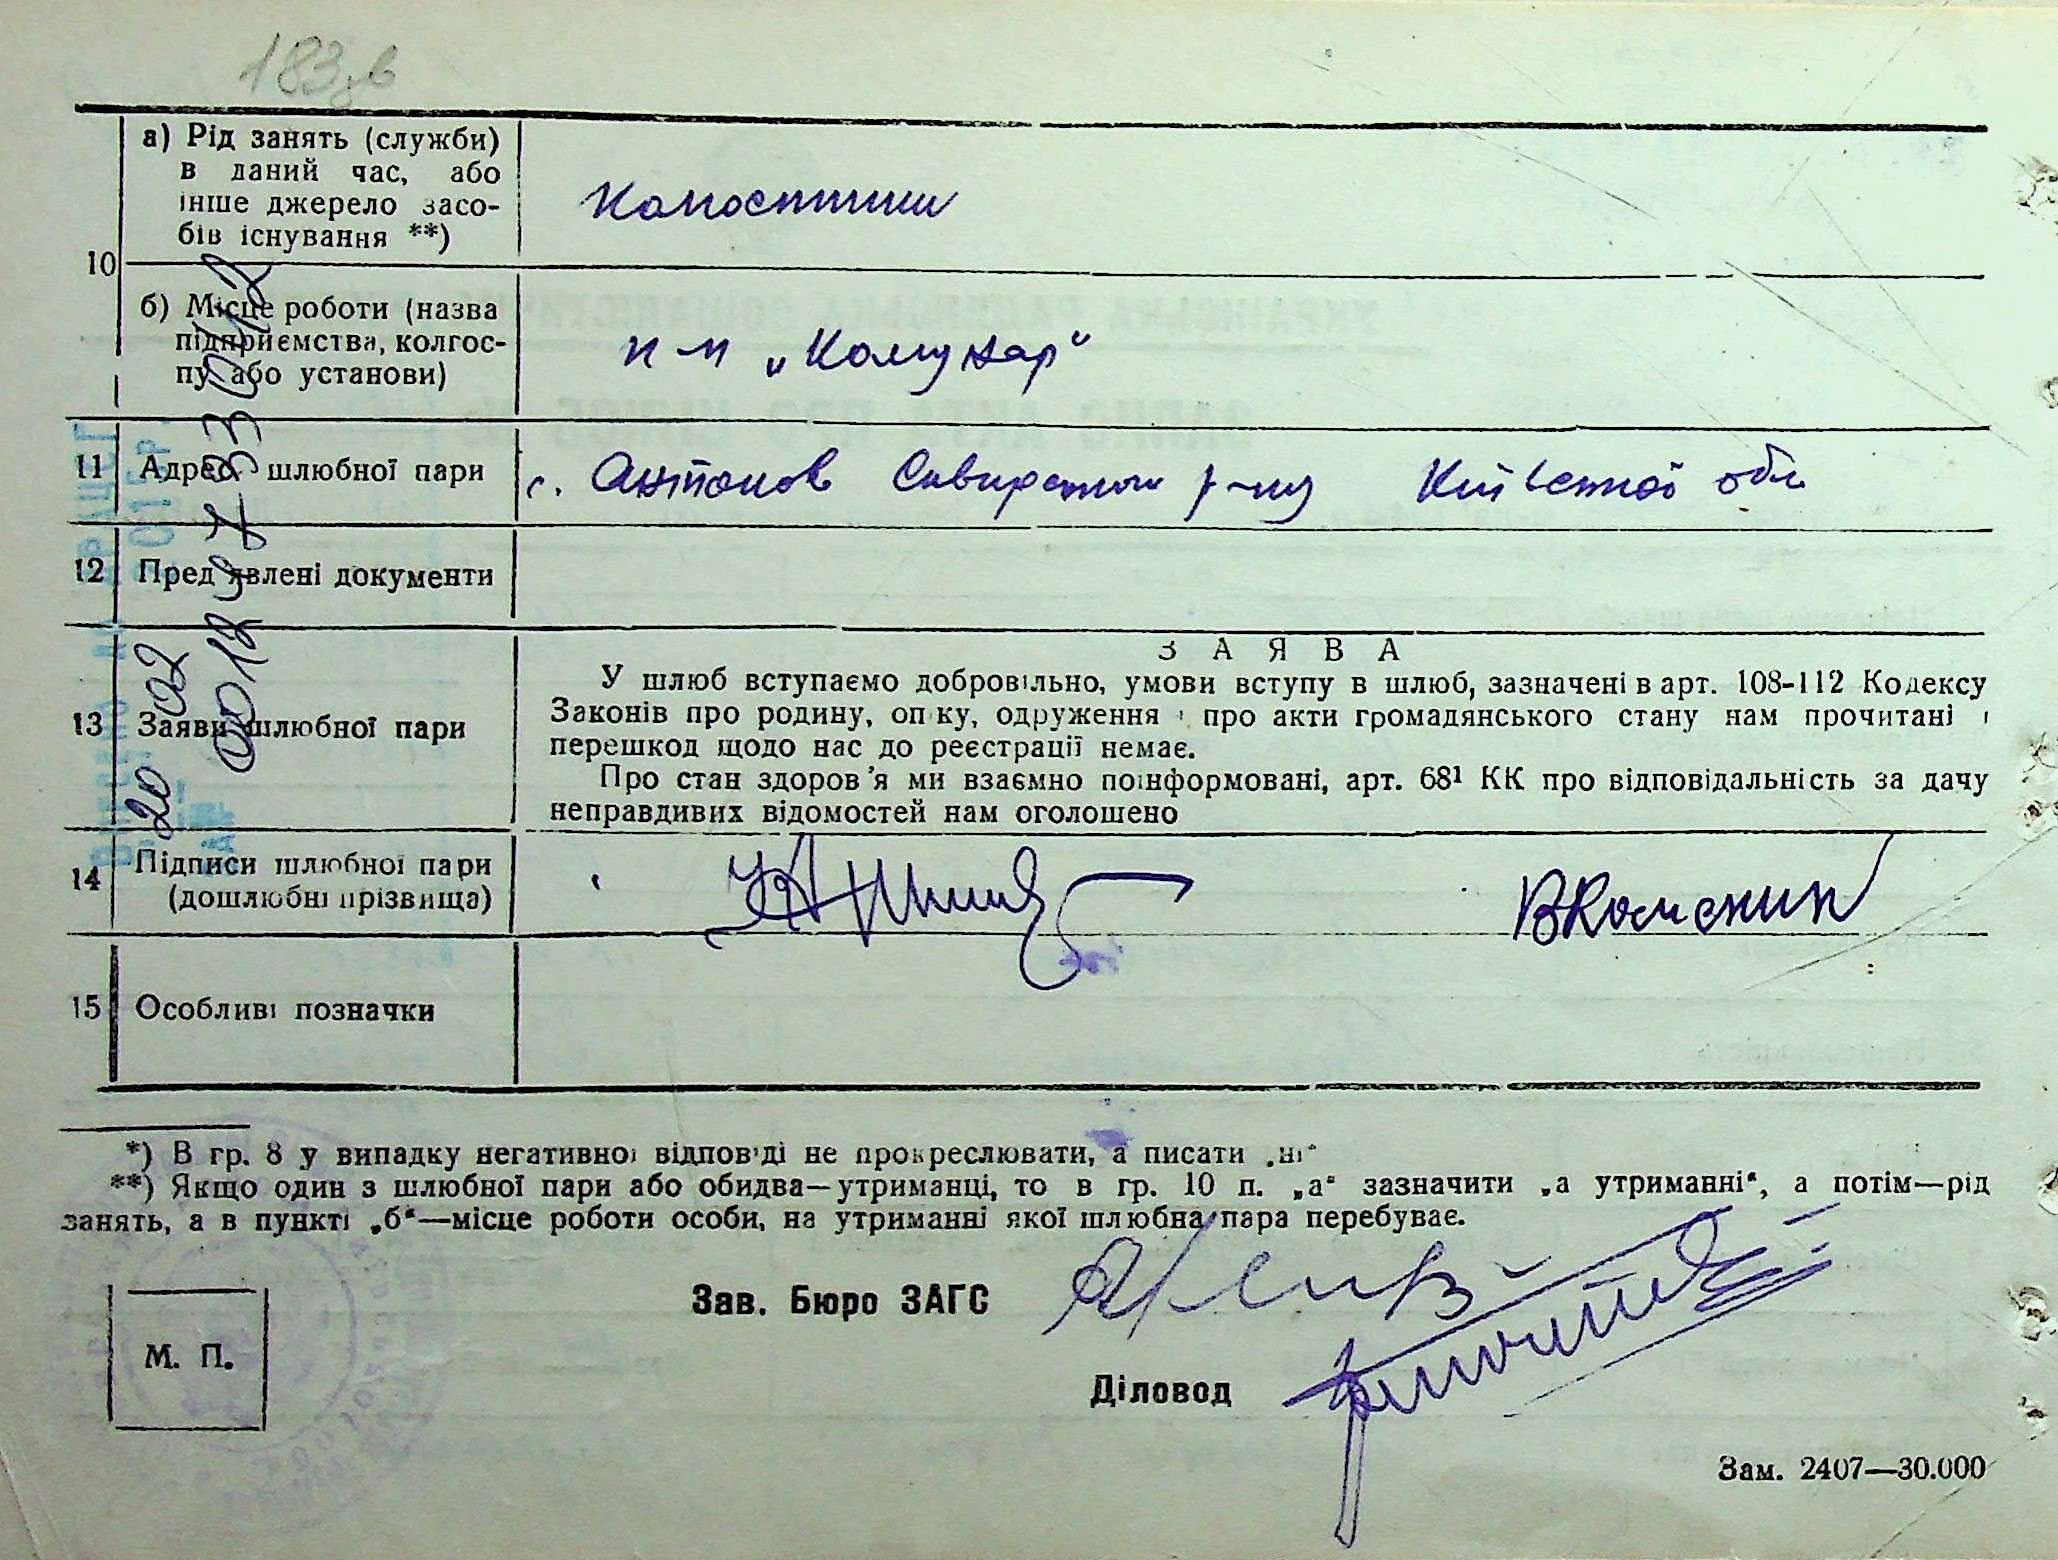 183зв
10
а) Рід занять (служби)
в даний час, або
інше джерело засо-
бів існування **)
б) Місце роботи (назва
підприємства, колгос-
пу або установи)
к-п „Комунар"
11 Адреса шлюбної пари
с. Антонов Сквирського р-ну Київської обл
12 Пред'явлені документи
13 Заяви шлюбної пари
ЗАЯВА
У шлюб вступаємо добровільно, умови вступу в шлюб, зазначені в арт. 108-112 Кодексу
Законів про родину, опіку, одруження і про акти громадянського стану нам прочитані і
перешкод щодо нас до реєстрації немає.
Про стан здоров'я ми взаємно поінформовані, арт. 68¹ КК про відповідальність за дачу
неправдивих відомостей нам оголошено
14 Підписи шлюбної пари
(дошлюбні прізвища)
15 Особливі позначки
*) В гр. 8 у випадку негативної відповіді не прокреслювати, а писати „ні"
**) Якщо один з шлюбної пари або обидва—утриманці, то в гр. 10 п. „а" зазначити „а утриманні", а потім—рід
занять, а в пункті „б"—місце роботи особи, на утриманні якої шлюбна пара перебуває.
Зав. Бюро ЗАГС
М. П.
Діловод
Зам. 2407—30.000